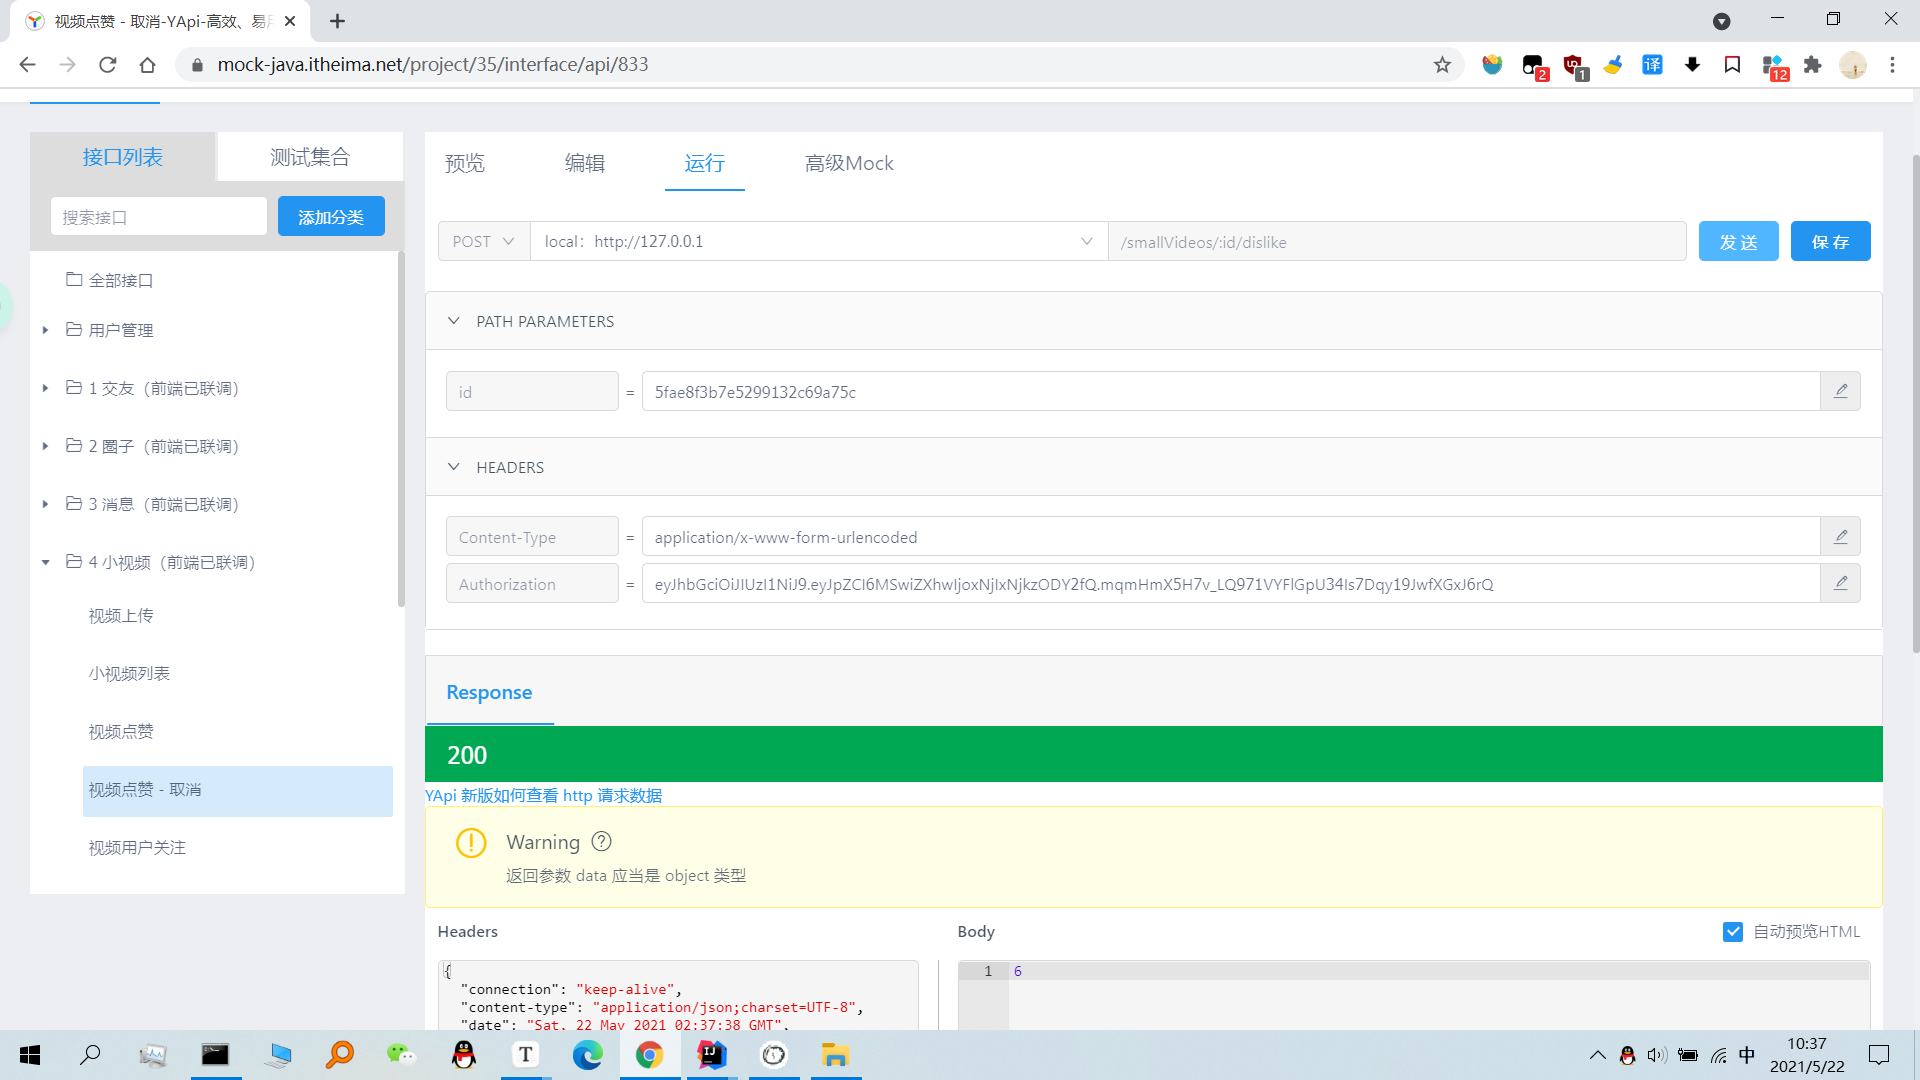 视频点赞 - 取消-YApi-高效、易
mock-java.itheima.net/project/35/interface/api/833
2
1
译
12
接口列表
测试集合
搜索接口
添加分类
全部接口
用户管理
1 交友（前端已联调）
2 圈子（前端已联调）
3 消息（前端已联调）
4 小视频（前端已联调）
视频上传
小视频列表
视频点赞
视频点赞 - 取消
视频用户关注
预览
编辑
运行
高级Mock
POST
local：http://127.0.0.1
/smallVideos/:id/dislike
发 送
保 存
PATH PARAMETERS
id
=
5fae8f3b7e5299132c69a75c
HEADERS
Content-Type
=
application/x-www-form-urlencoded
Authorization
=
eyJhbGciOiJIUzI1NiJ9.eyJpZCI6MSwiZXhwIjoxNjIxNjkzODY2fQ.mqmHmX5H7v_LQ971VYFlGpU34Is7Dqy19JwfXGxJ6rQ
Response
200
YApi 新版如何查看 http 请求数据
Warning
返回参数 data 应当是 object 类型
Headers
Body
自动预览HTML
{
"connection": "keep-alive",
"content-type": "application/json;charset=UTF-8",
"date": "Sat, 22 May 2021 02:37:38 GMT",
1
6
中
10:37
2021/5/22